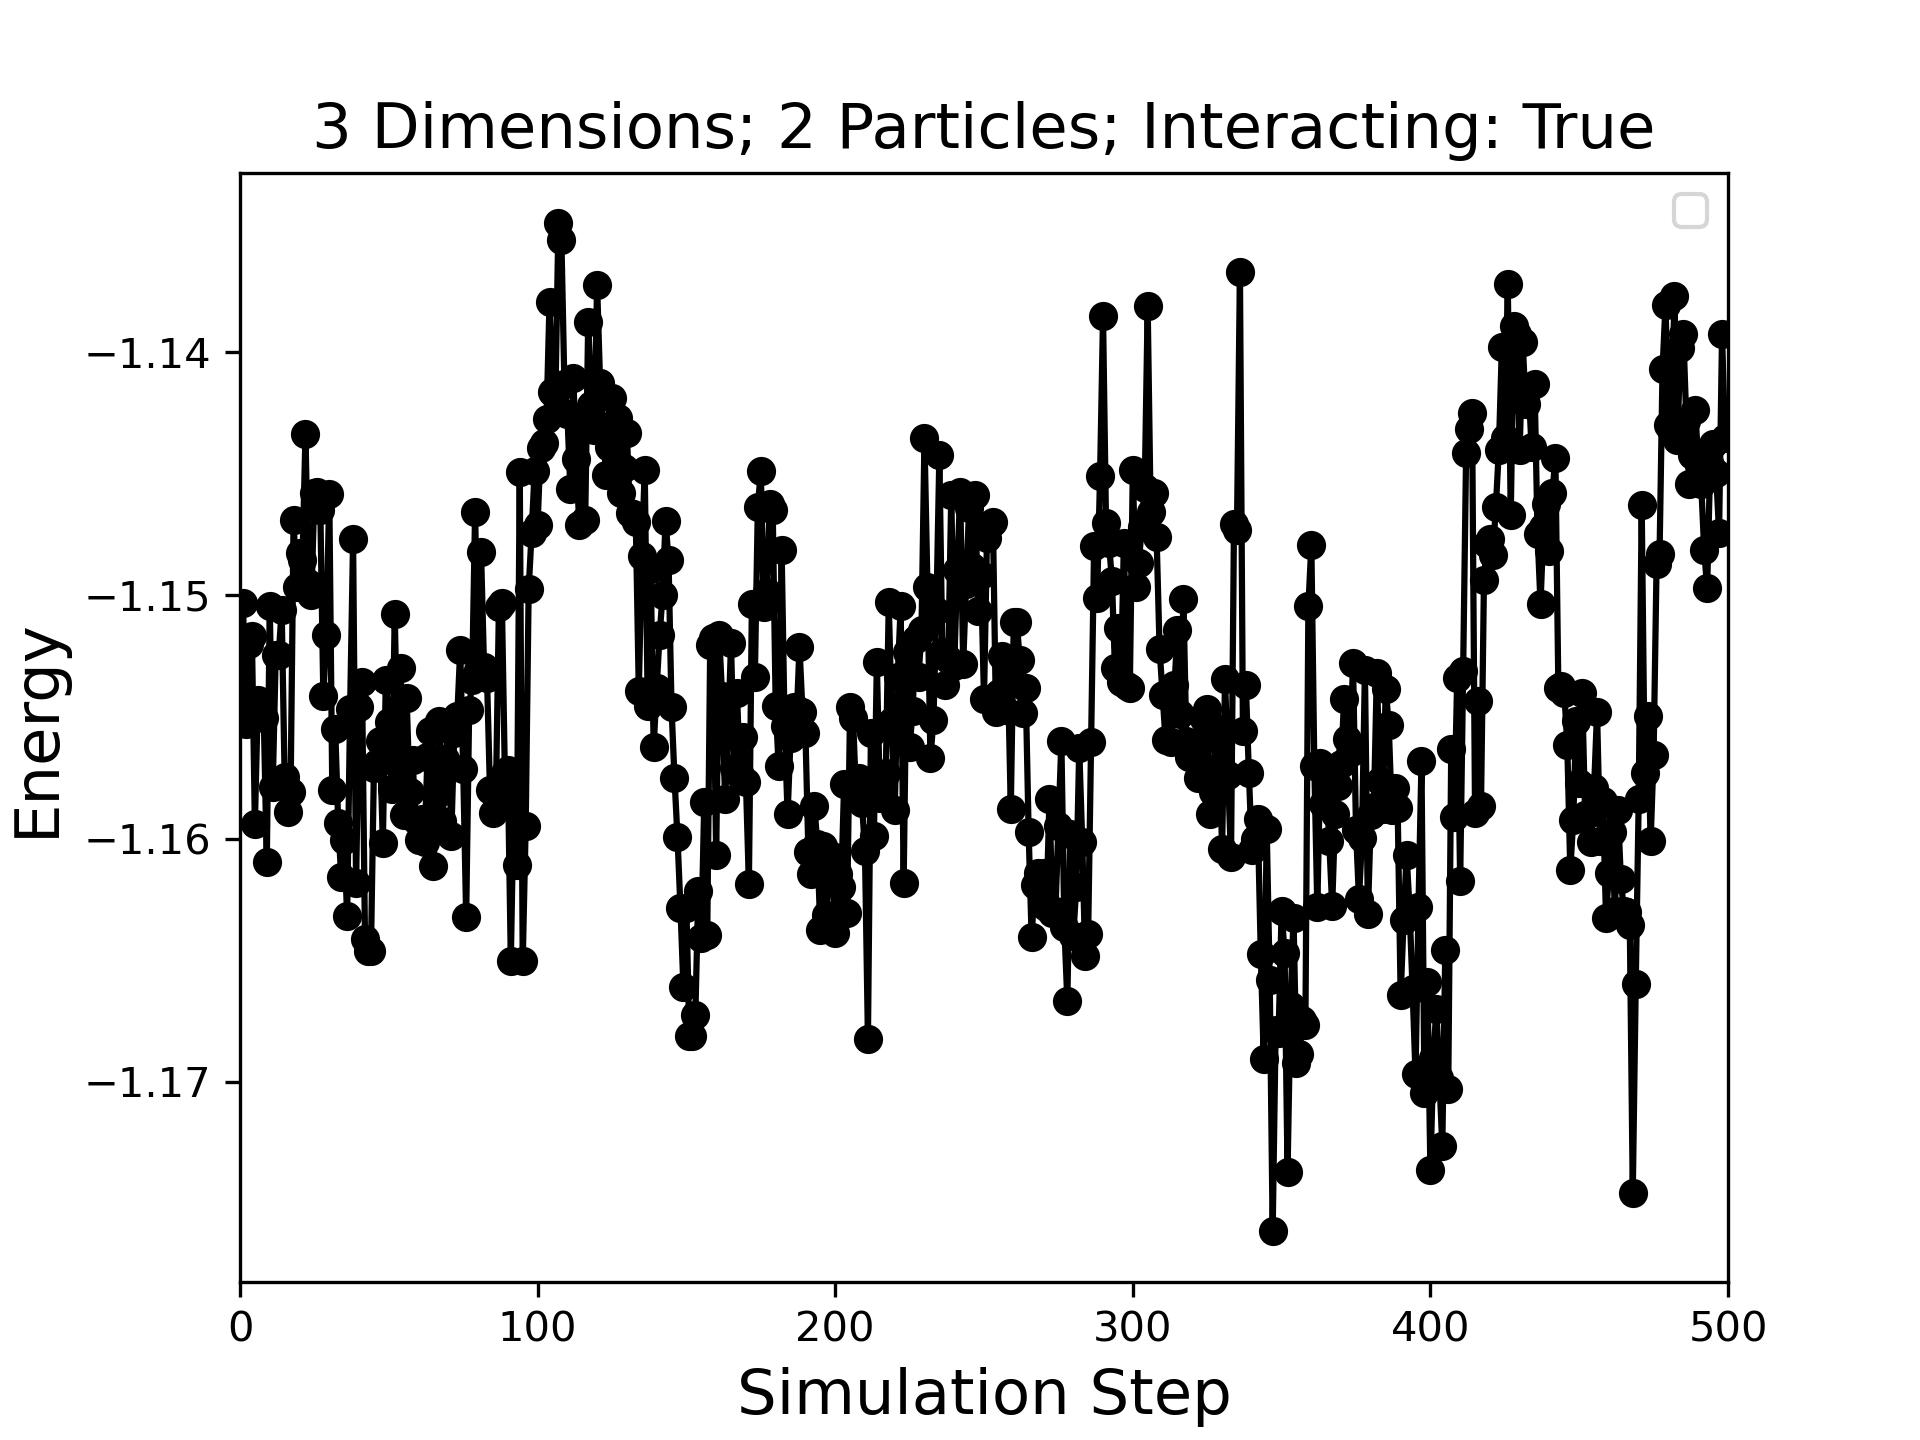 3 Dimensions; 2 Particles; Interacting: True
Energy
−1.14
−1.15
−1.16
−1.17
0 100 200 300 400 500
Simulation Step